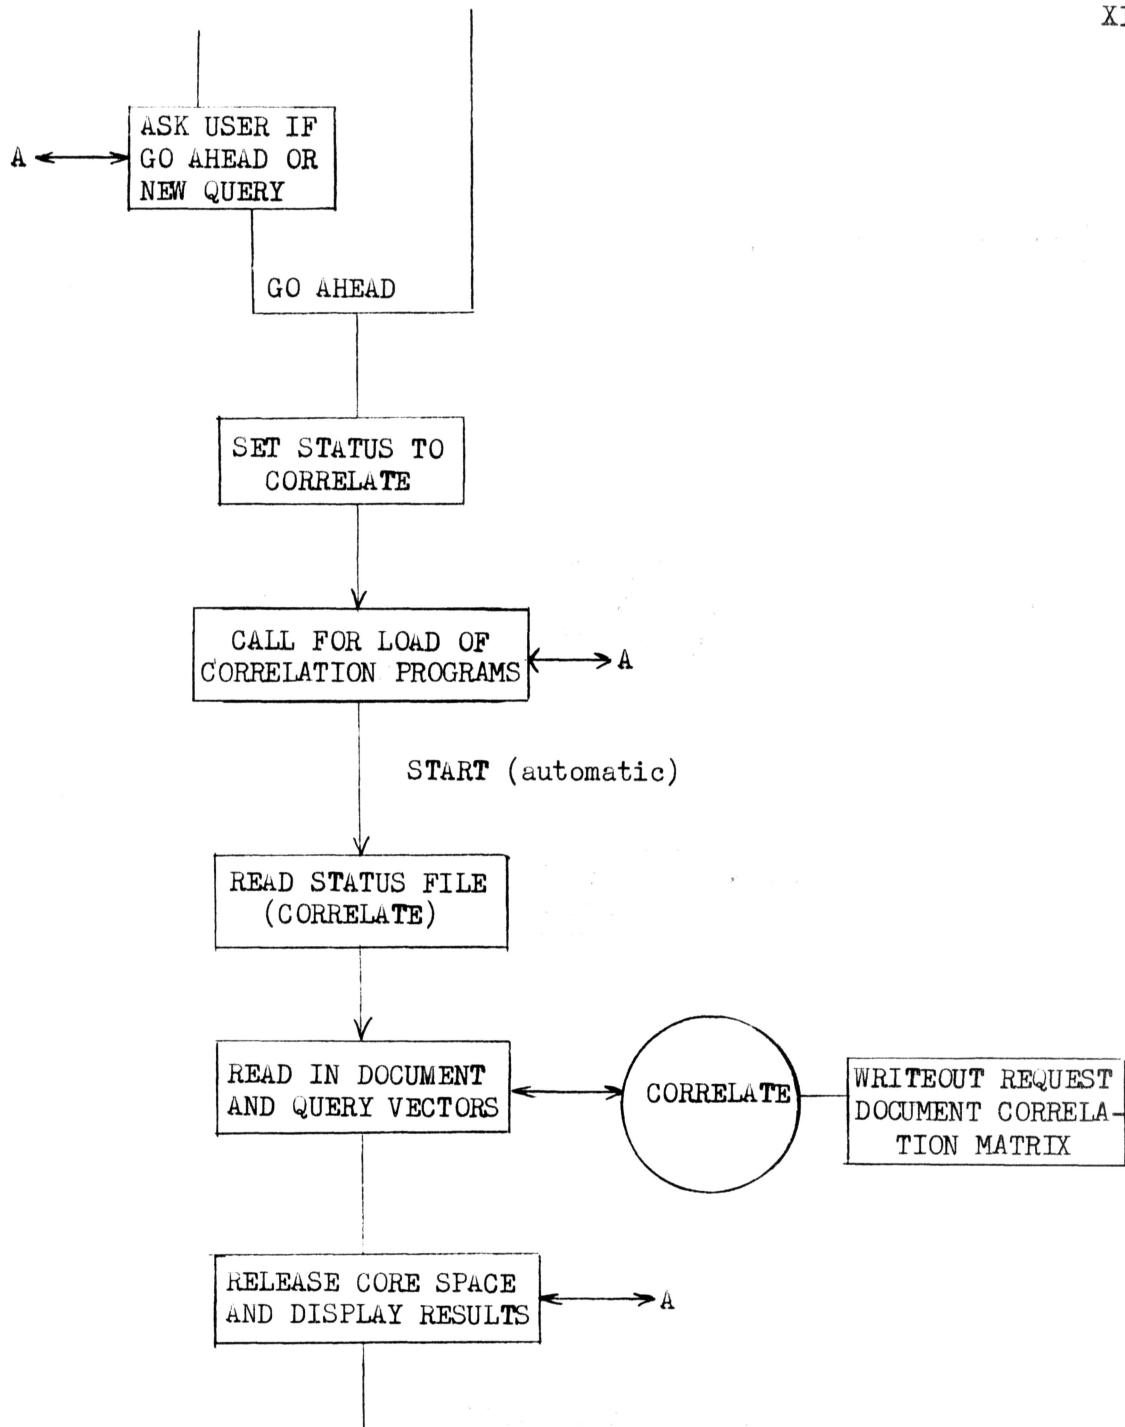 ASK USER IF
GO AHEAD OR
NEW QUERY
A
GO AHEAD
SET STATUS TO
CORRELATE
CALL FOR LOAD OF
CORRELATION PROGRAMS
A
START (automatic)
READ STATUS FILE
(CORRELATE)
READ IN DOCUMENT
AND QUERY VECTORS
CORRELATE
WRITEOUT REQUEST
DOCUMENT CORRELA-
TION MATRIX
RELEASE CORE SPACE
AND DISPLAY RESULTS
A